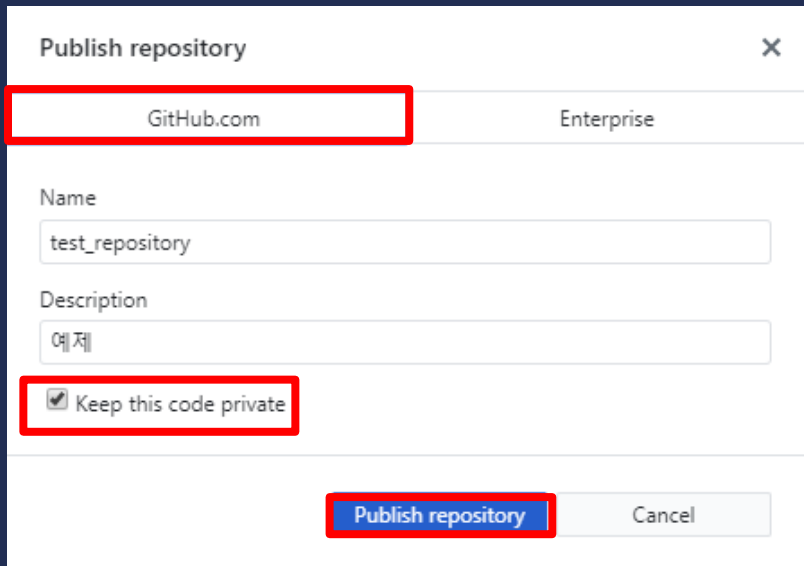 Publish repository
GitHub.com
Enterprise
Name
test_repository
Description
예제
Keep this code private
Publish repository
Cancel